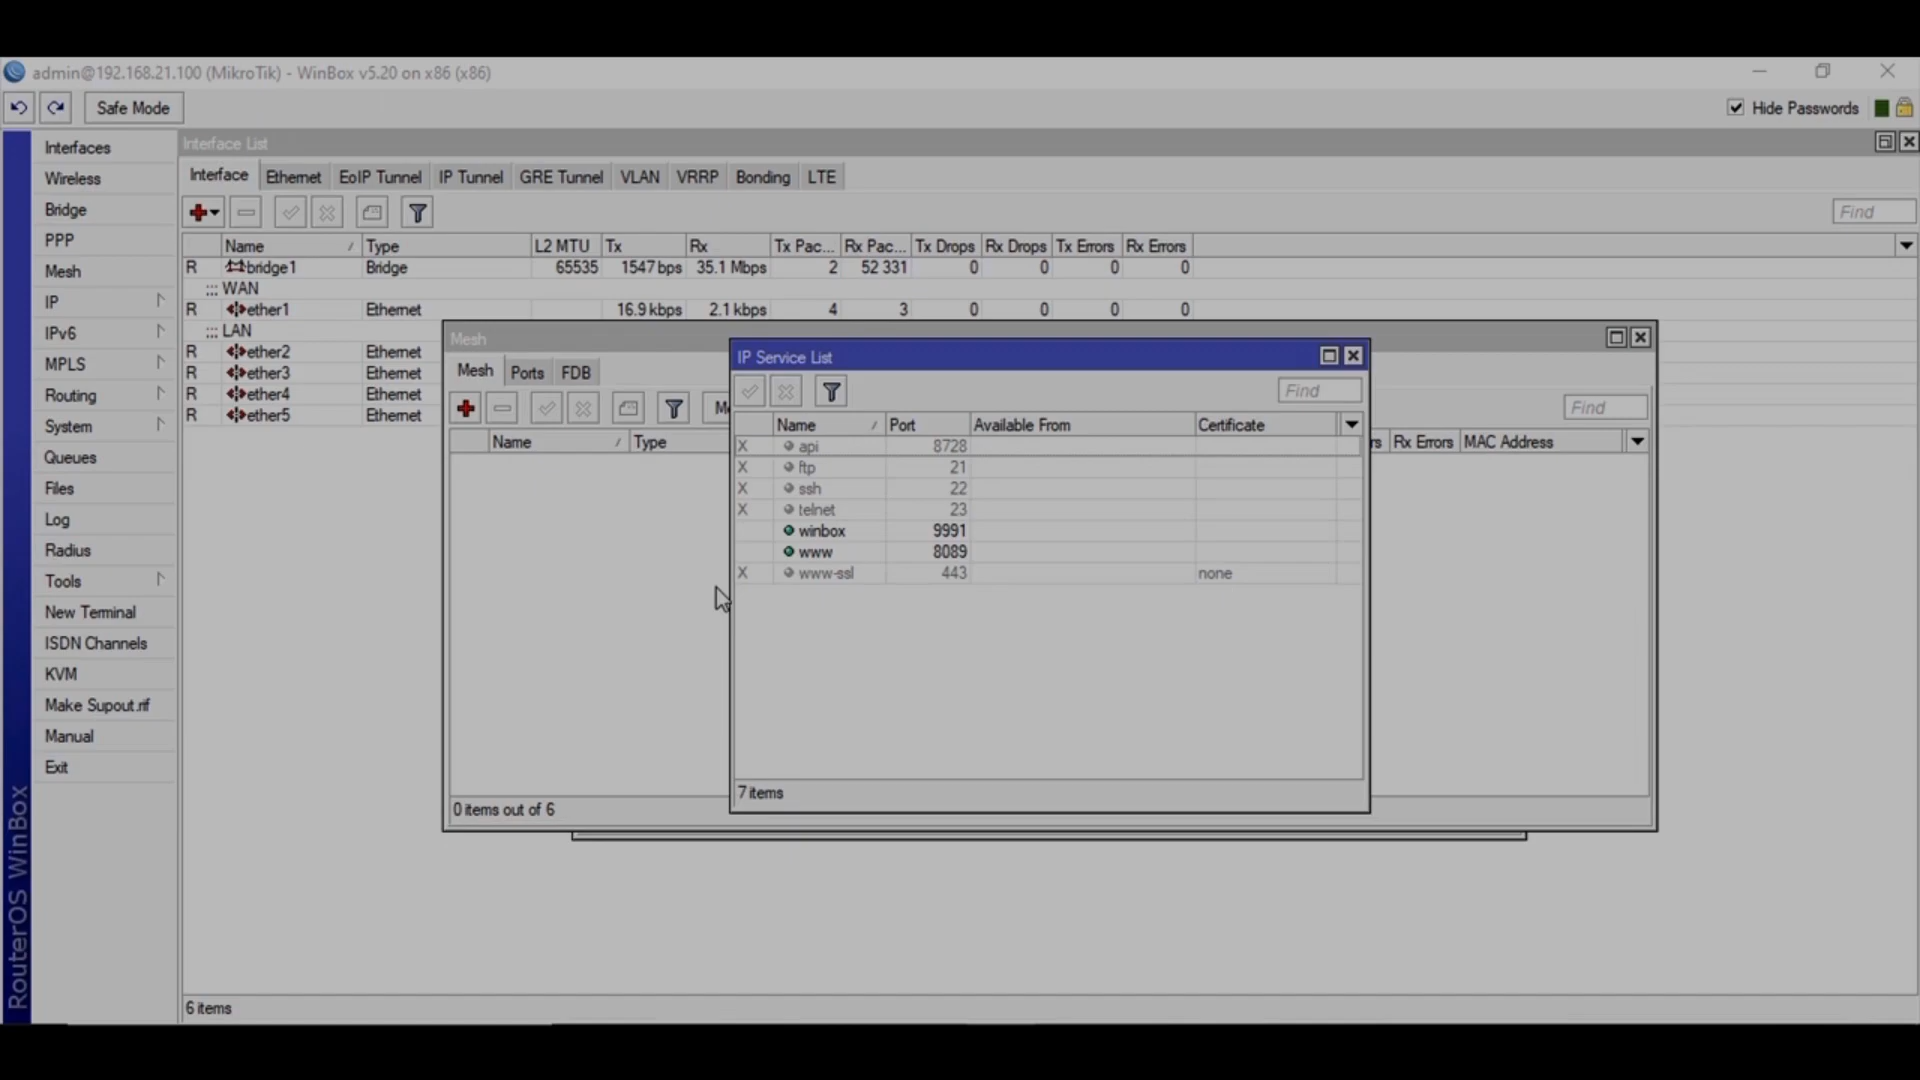 admin@192.168.21.100 (MikroTik) - WinBox v5.20 on x86 (x86)
Safe Mode
Hide Passwords
Interfaces
Wireless
Bridge
PPP
Mesh
IP
IPv6
MPLS
Routing
System
Queues
Files
Log
Radius
Tools
New Terminal
ISDN Channels
KVM
Make Supout.rif
Manual
Exit
RouterOS WinBox
Interface List
Interface Ethernet EoIP Tunnel IP Tunnel GRE Tunnel VLAN VRRP Bonding LTE
Find
Name Type L2 MTU Tx Rx Tx Pac... Rx Pac... Tx Drops Rx Drops Tx Errors Rx Errors
R bridge1 Bridge 65535 1547 bps 35.1 Mbps 2 52 331 0 0 0 0
::: WAN
R ether1 Ethernet 16.9 kbps 2.1 kbps 4 3 0 0 0 0
::: LAN
R ether2 Ethernet
R ether3 Ethernet
R ether4 Ethernet
R ether5 Ethernet
6 items
Mesh
Mesh Ports FDB
Find
Name Type Rx Errors MAC Address
0 items out of 6
IP Service List
Find
Name Port Available From Certificate
X api 8728
X ftp 21
X ssh 22
X telnet 23
winbox 9991
www 8089
X www-ssl 443 none
7 items